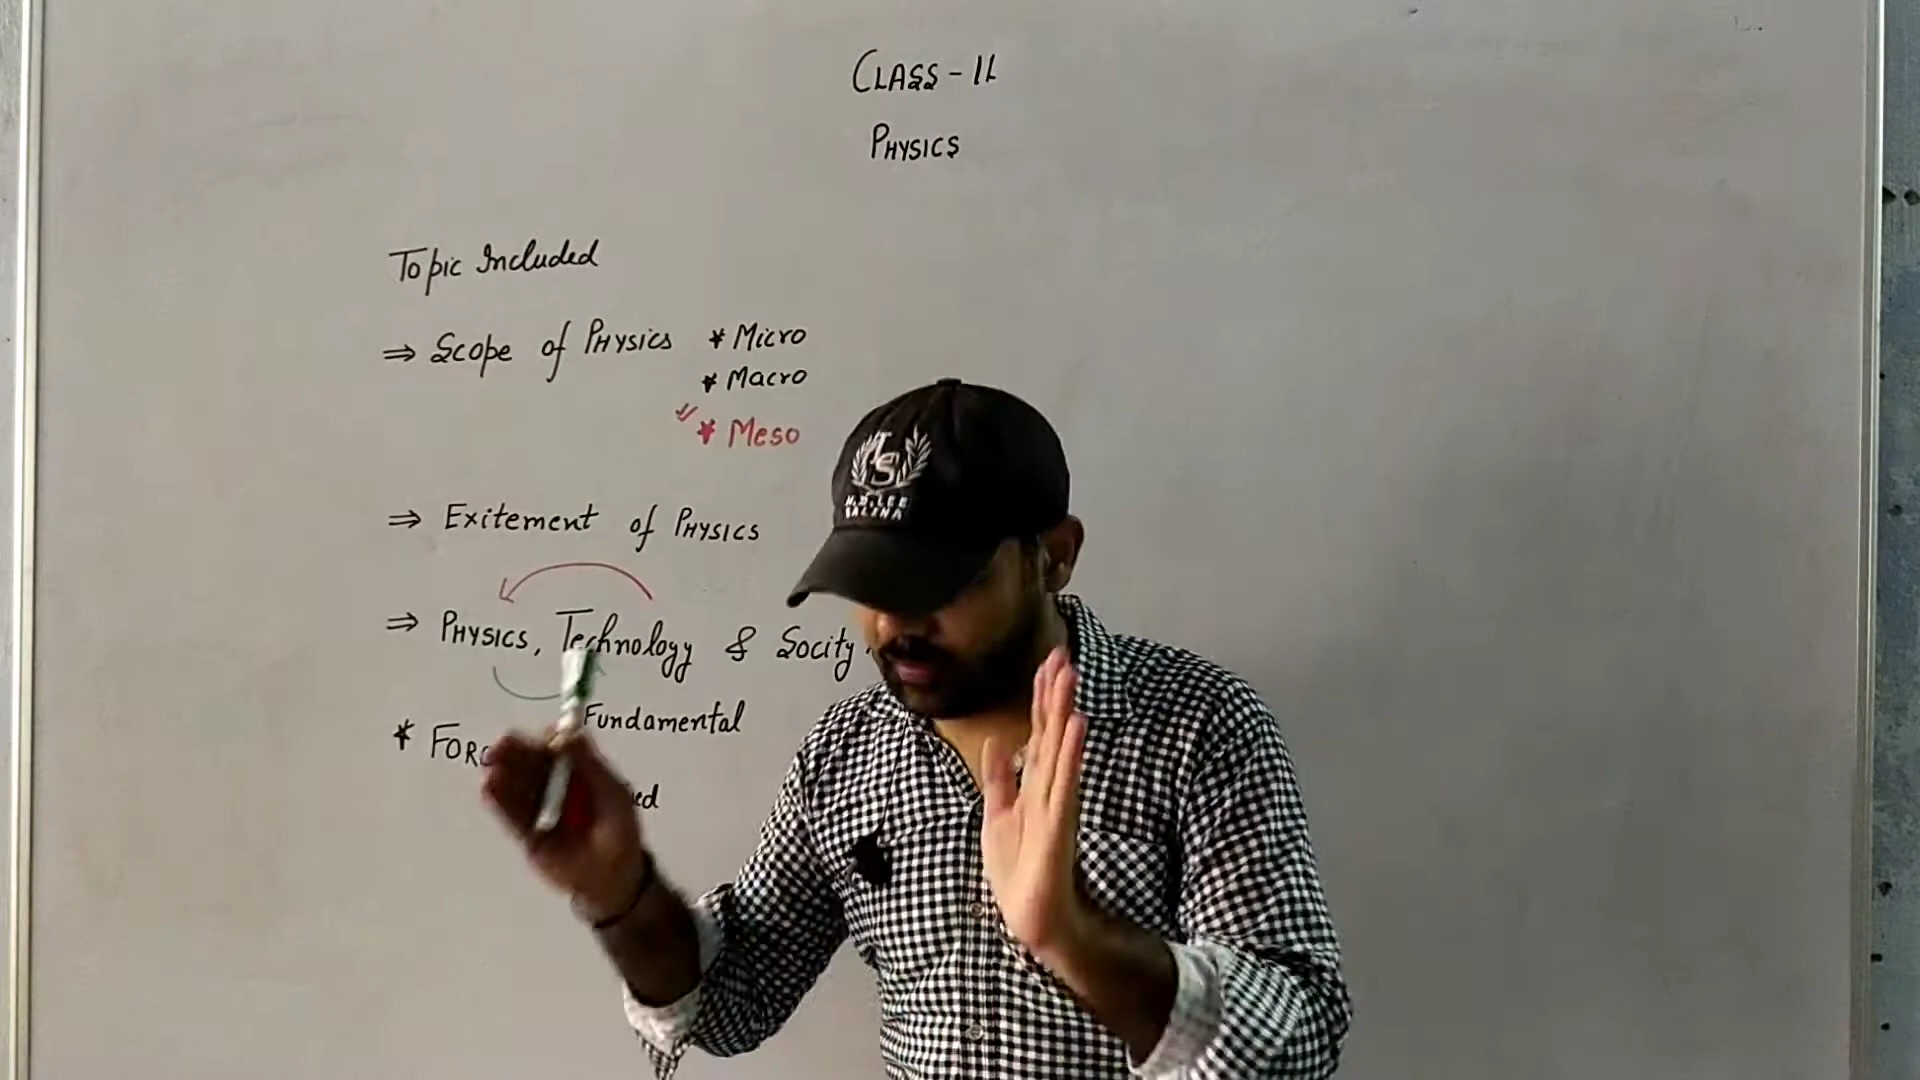 CLASS - 11
PHYSICS
Topic Included
⇒ Scope of PHYSICS * Micro
* Macro
* Meso
⇒ Exitement of PHYSICS
⇒ PHYSICS, Technology & Socity
* Fundamental